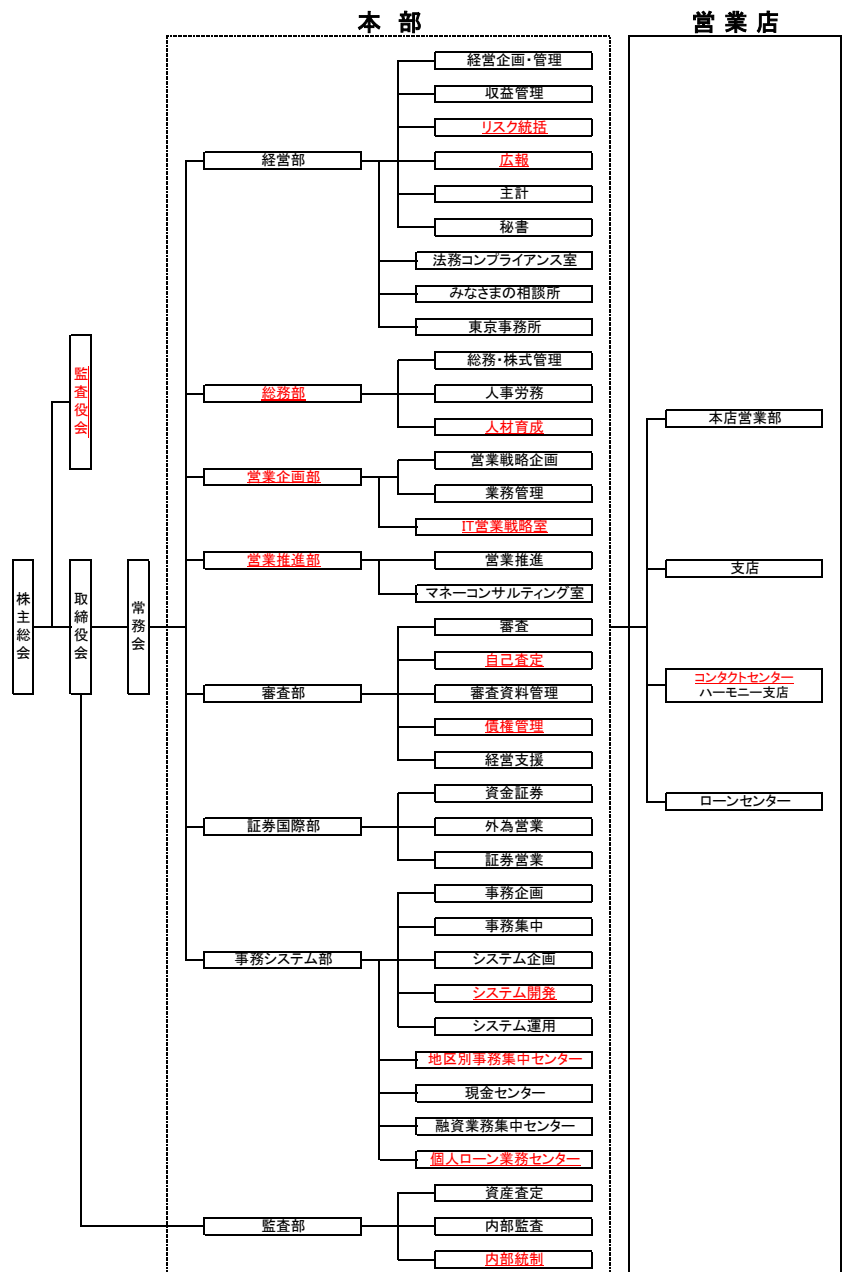 本部
営業店
株主総会
監査役会
取締役会
常務会
経営部
経営企画・管理
収益管理
リスク統括
広報
主計
秘書
法務コンプライアンス室
みなさまの相談所
東京事務所
総務部
総務・株式管理
人事労務
人材育成
営業企画部
営業戦略企画
業務管理
IT営業戦略室
営業推進部
営業推進
マネーコンサルティング室
審査部
審査
自己査定
審査資料管理
債権管理
経営支援
証券国際部
資金証券
外為営業
証券営業
事務システム部
事務企画
事務集中
システム企画
システム開発
システム運用
地区別事務集中センター
現金センター
融資業務集中センター
個人ローン業務センター
監査部
資産査定
内部監査
内部統制
本店営業部
支店
コンタクトセンター
ハーモニー支店
ローンセンター